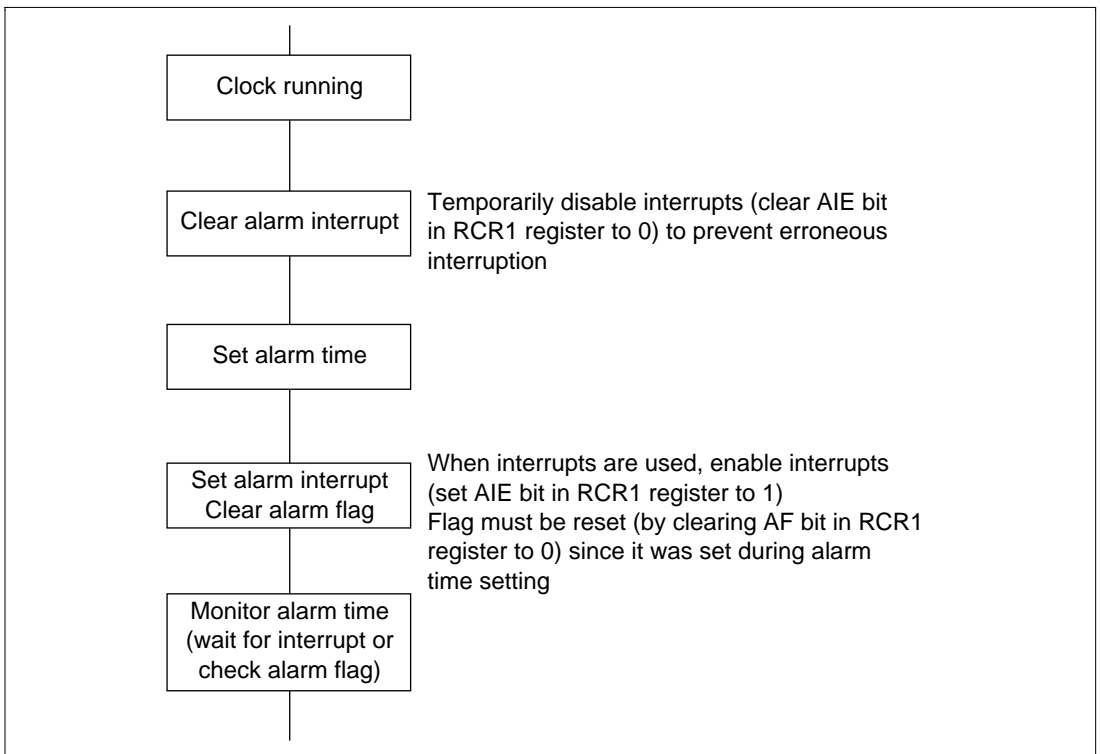 Clock running
Clear alarm interrupt
Temporarily disable interrupts (clear AIE bit
in RCR1 register to 0) to prevent erroneous
interruption
Set alarm time
Set alarm interrupt
Clear alarm flag
When interrupts are used, enable interrupts
(set AIE bit in RCR1 register to 1)
Flag must be reset (by clearing AF bit in RCR1
register to 0) since it was set during alarm
time setting
Monitor alarm time
(wait for interrupt or
check alarm flag)